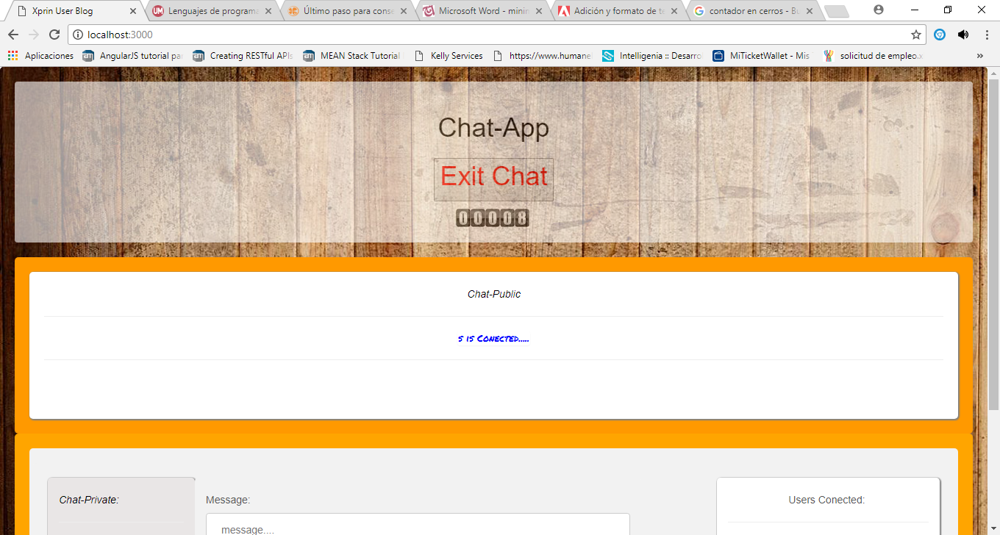 Xprin User Blog
Lenguajes de programa
Último paso para conse
Microsoft Word - minin
Adición y formato de te
contador en cerros - Bu
localhost:3000
Aplicaciones
AngularJS tutorial par
Creating RESTful APIs
MEAN Stack Tutorial
Kelly Services
https://www.humane
Intelligenia :: Desarro
MiTicketWallet - Mis
solicitud de empleo.x
»
Chat-App
Exit Chat
00008
Chat-Public
s is Conected.....
Chat-Private:
Message:
Users Conected:
message....